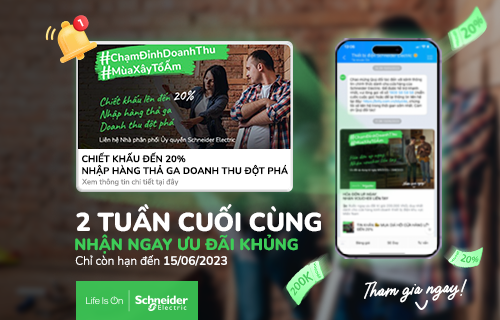 1
#ChạmĐỉnhDoanhThu
#MùaXâyTổẤm
Chiết khấu lên đến 20%
Nhập hàng thả ga
Doanh thu đột phá
Liên hệ Nhà phân phối Ủy quyền Schneider Electric
CHIẾT KHẤU ĐẾN 20%
NHẬP HÀNG THẢ GA DOANH THU ĐỘT PHÁ
Xem thông tin chi tiết tại đây
2 TUẦN CUỐI CÙNG
NHẬN NGAY ƯU ĐÃI KHỦNG
Chỉ còn hạn đến 15/06/2023
Life Is On
Schneider
Electric
20%
#ChạmĐỉnhDoanhThu
#MùaXâyTổẤm
200K
20%
Tham gia ngay!